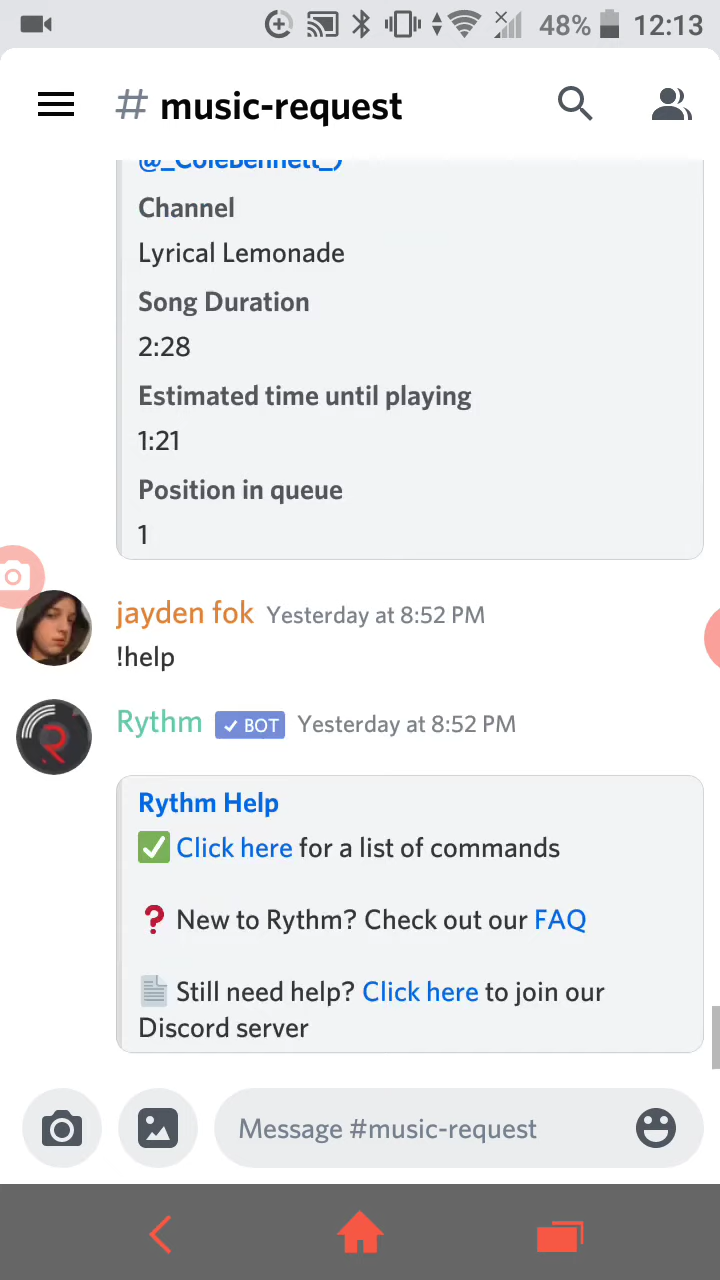 48% 12:13
# music-request
@_ColeBennett_)
Channel
Lyrical Lemonade
Song Duration
2:28
Estimated time until playing
1:21
Position in queue
1
jayden fok Yesterday at 8:52 PM
!help
Rythm ✓ BOT Yesterday at 8:52 PM
Rythm Help
✅ Click here for a list of commands
❓ New to Rythm? Check out our FAQ
📄 Still need help? Click here to join our
Discord server
Message #music-request